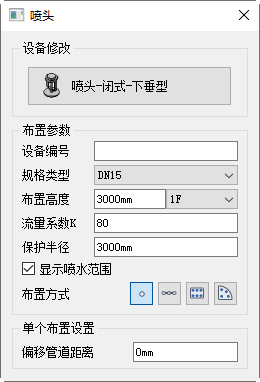 喷头
设备修改
喷头-闭式-下垂型
布置参数
设备编号
规格类型 DN15
布置高度 3000mm 1F
流量系数K 80
保护半径 3000mm
显示喷水范围
布置方式
单个布置设置
偏移管道距离 0mm